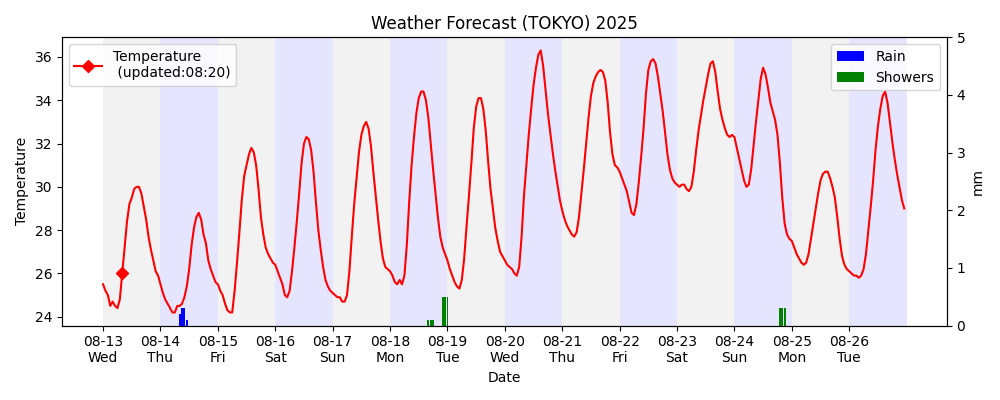 Weather Forecast (TOKYO) 2025
Temperature
(updated:08:20)
Rain
Showers
Temperature
36
34
32
30
28
26
24
5
4
3
2
1
0
mm
08-13 08-14 08-15 08-16 08-17 08-18 08-19 08-20 08-21 08-22 08-23 08-24 08-25 08-26
Wed Thu Fri Sat Sun Mon Tue Wed Thu Fri Sat Sun Mon Tue
Date